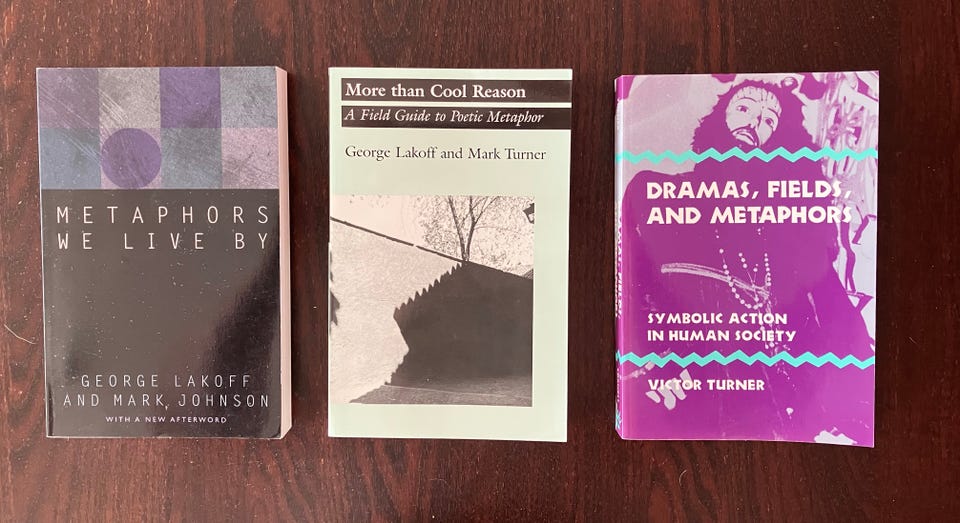 METAPHORS
WE LIVE BY
GEORGE LAKOFF
AND MARK JOHNSON
WITH A NEW AFTERWORD
More than Cool Reason
A Field Guide to Poetic Metaphor
George Lakoff and Mark Turner
DRAMAS, FIELDS,
AND METAPHORS
SYMBOLIC ACTION
IN HUMAN SOCIETY
VICTOR TURNER